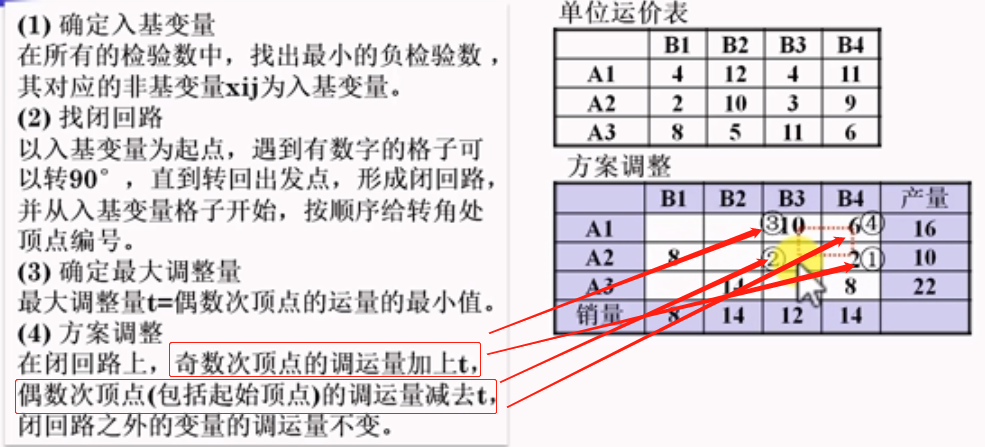 (1) 确定入基变量
在所有的检验数中，找出最小的负检验数，
其对应的非基变量xij为入基变量。
(2) 找闭回路
以入基变量为起点，遇到有数字的格子可
以转90°，直到转回出发点，形成闭回路，
并从入基变量格子开始，按顺序给转角处
顶点编号。
(3) 确定最大调整量
最大调整量t=偶数次顶点的运量的最小值。
(4) 方案调整
在闭回路上，奇数次顶点的调运量加上t，
偶数次顶点(包括起始顶点)的调运量减去t，
闭回路之外的变量的调运量不变。
单位运价表
B1 B2 B3 B4
A1 4 12 4 11
A2 2 10 3 9
A3 8 5 11 6
方案调整
B1 B2 B3 B4 产量
A1 ③10 6④ 16
A2 8 ② 2① 10
A3 14 8 22
销量 8 14 12 14